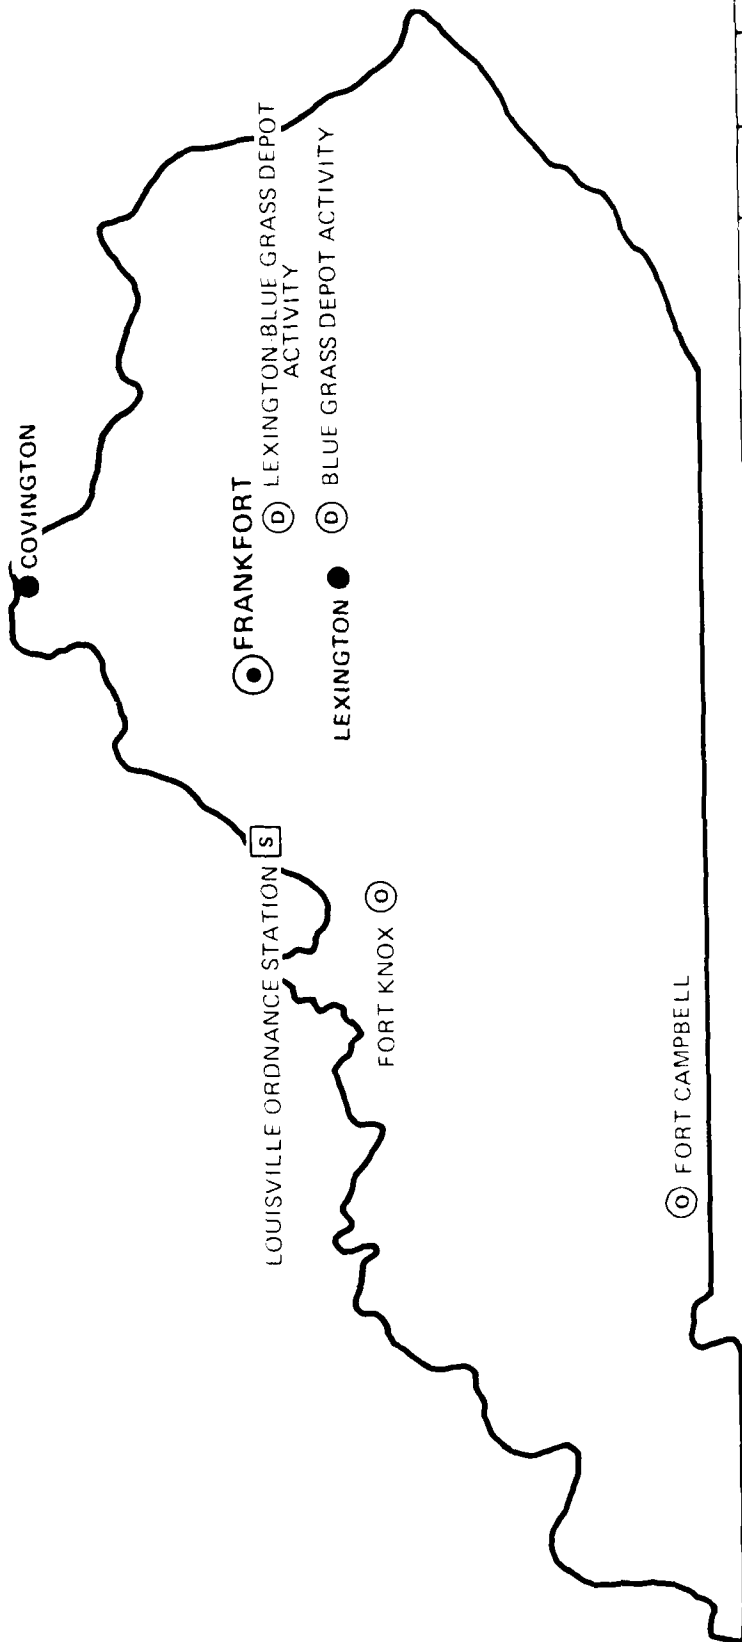 COVINGTON
FRANKFORT
D LEXINGTON-BLUE GRASS DEPOT
ACTIVITY
D BLUE GRASS DEPOT ACTIVITY
LEXINGTON
LOUISVILLE ORDNANCE STATION S
FORT KNOX O
O FORT CAMPBELL